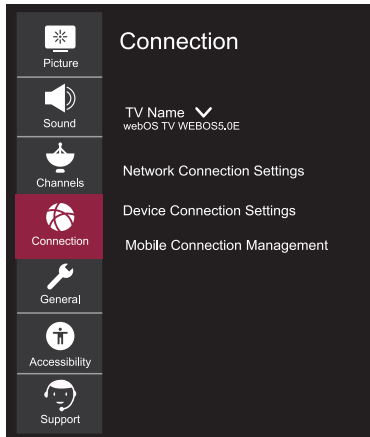 Picture
Sound
Channels
Connection
General
Accessibility
Support
Connection
TV Name
webOS TV WEBOS5.0E
Network Connection Settings
Device Connection Settings
Mobile Connection Management